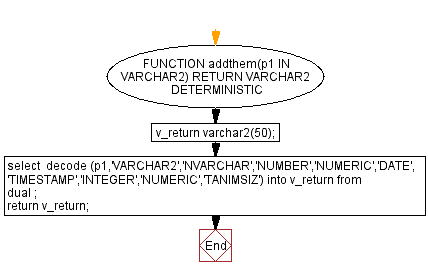 FUNCTION addthem(p1 IN
VARCHAR2) RETURN VARCHAR2
DETERMINISTIC
v_return varchar2(50);
select  decode (p1,'VARCHAR2','NVARCHAR','NUMBER','NUMERIC','DATE',
'TIMESTAMP','INTEGER','NUMERIC','TANIMSIZ') into v_return from
dual ;
return v_return;
End